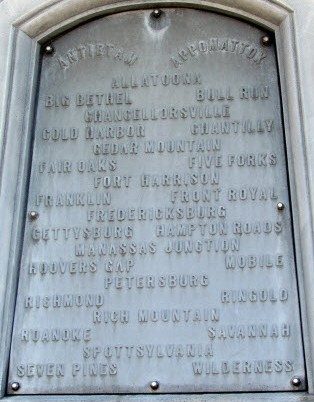 ANTIETAM APPOMATTOX
ALLATOONA
BIG BETHEL BULL RUN
CHANCELLORSVILLE
COLD HARBOR CHANTILLY
CEDAR MOUNTAIN
FAIR OAKS FIVE FORKS
FORT HARRISON
FRANKLIN FRONT ROYAL
FREDERICKSBURG
GETTYSBURG HAMPTON ROADS
MANASSAS JUNCTION
HOOVERS GAP MOBILE
PETERSBURG
RICHMOND RINGOLD
RICH MOUNTAIN
ROANOKE SAVANNAH
SPOTTSYLVANIA
SEVEN PINES WILDERNESS